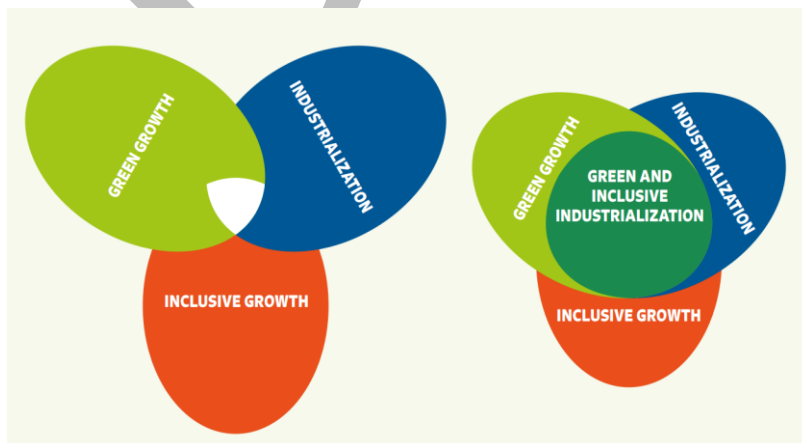 GREEN GROWTH
INDUSTRIALIZATION
INCLUSIVE GROWTH
GREEN GROWTH
INDUSTRIALIZATION
GREEN AND
INCLUSIVE
INDUSTRIALIZATION
INCLUSIVE GROWTH